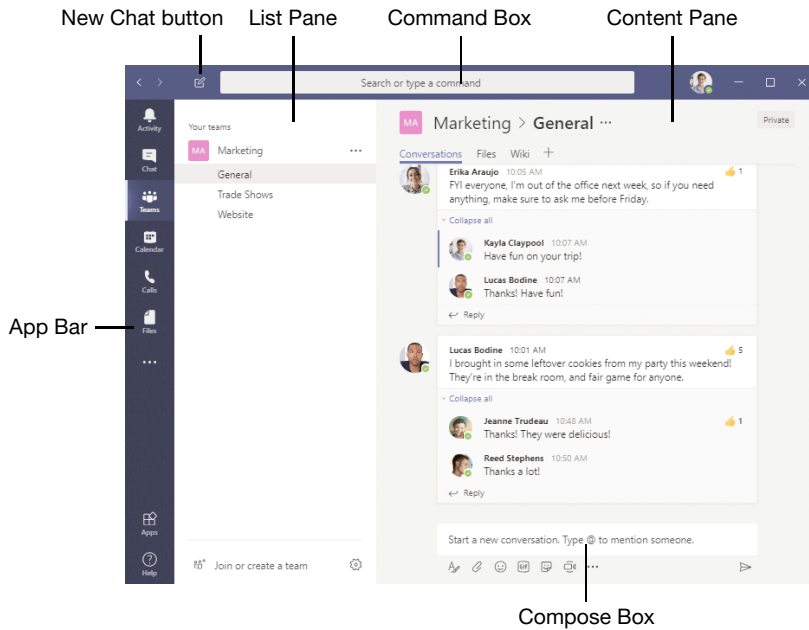 New Chat button List Pane Command Box Content Pane
Search or type a command
Activity
Chat
Teams
Calendar
Calls
Files
Apps
Help
App Bar
Your teams
MA Marketing
General
Trade Shows
Website
Join or create a team
MA Marketing > General ...
Private
Conversations Files Wiki +
Erika Araujo 10:05 AM 1
FYI everyone, I'm out of the office next week, so if you need
anything, make sure to ask me before Friday.
Collapse all
Kayla Claypool 10:07 AM
Have fun on your trip!
Lucas Bodine 10:07 AM
Thanks! Have fun!
Reply
Lucas Bodine 10:01 AM 5
I brought in some leftover cookies from my party this weekend!
They're in the break room, and fair game for anyone.
Collapse all
Jeanne Trudeau 10:48 AM 1
Thanks! They were delicious!
Reed Stephens 10:50 AM
Thanks a lot!
Reply
Start a new conversation. Type @ to mention someone.
GIF
Compose Box